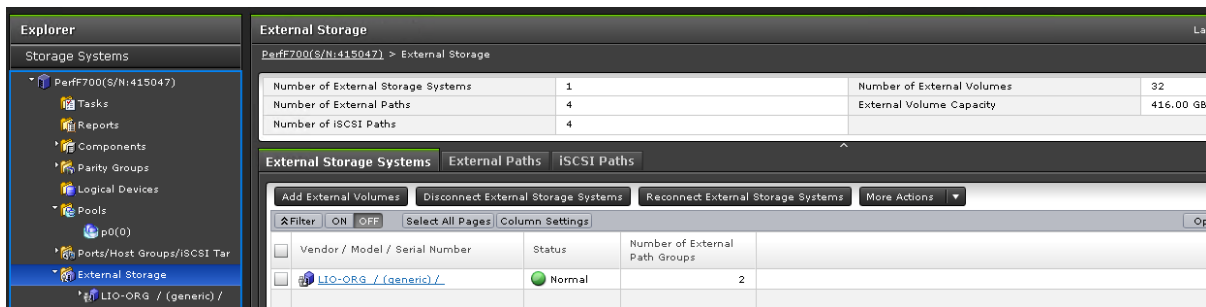 Explorer
Storage Systems
PerfF700(S/N:415047)
Tasks
Reports
Components
Parity Groups
Logical Devices
Pools
p0(0)
Ports/Host Groups/iSCSI Tar
External Storage
LIO-ORG / (generic) /
External Storage
La
PerfF700(S/N:415047) > External Storage
Number of External Storage Systems 1 Number of External Volumes 32
Number of External Paths 4 External Volume Capacity 416.00 GB
Number of iSCSI Paths 4
External Storage Systems External Paths iSCSI Paths
Add External Volumes Disconnect External Storage Systems Reconnect External Storage Systems More Actions
Filter ON OFF Select All Pages Column Settings Op
Vendor / Model / Serial Number Status Number of External
Path Groups
LIO-ORG / (generic) / Normal 2